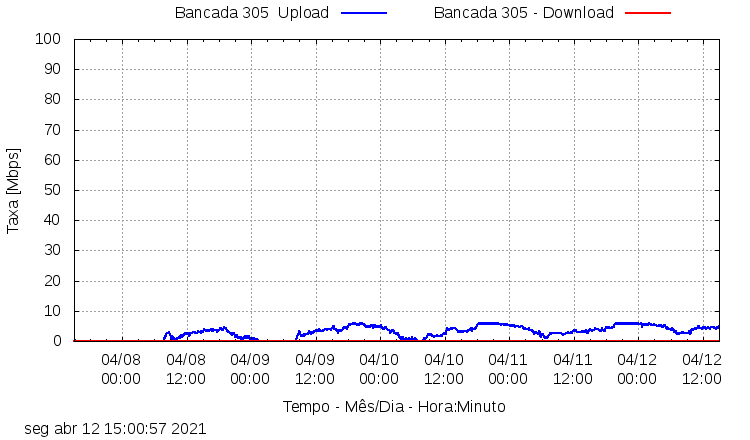 Bancada 305  Upload
Bancada 305 - Download
Taxa [Mbps]
100
90
80
70
60
50
40
30
20
10
0
04/08 04/08 04/09 04/09 04/10 04/10 04/11 04/11 04/12 04/12
00:00 12:00 00:00 12:00 00:00 12:00 00:00 12:00 00:00 12:00
Tempo - Mês/Dia - Hora:Minuto
seg abr 12 15:00:57 2021